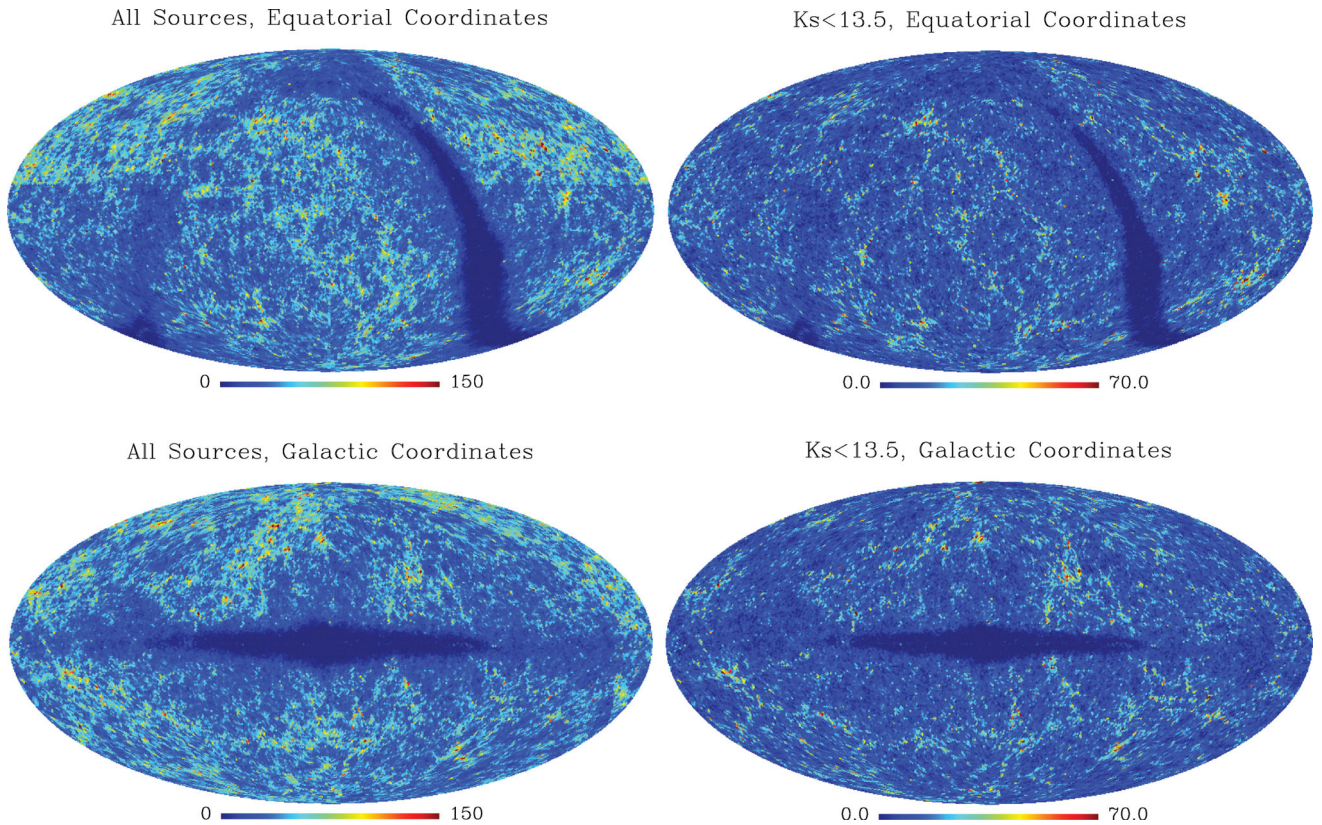 All Sources, Equatorial Coordinates
0 150
Ks<13.5, Equatorial Coordinates
0.0 70.0
All Sources, Galactic Coordinates
0 150
Ks<13.5, Galactic Coordinates
0.0 70.0